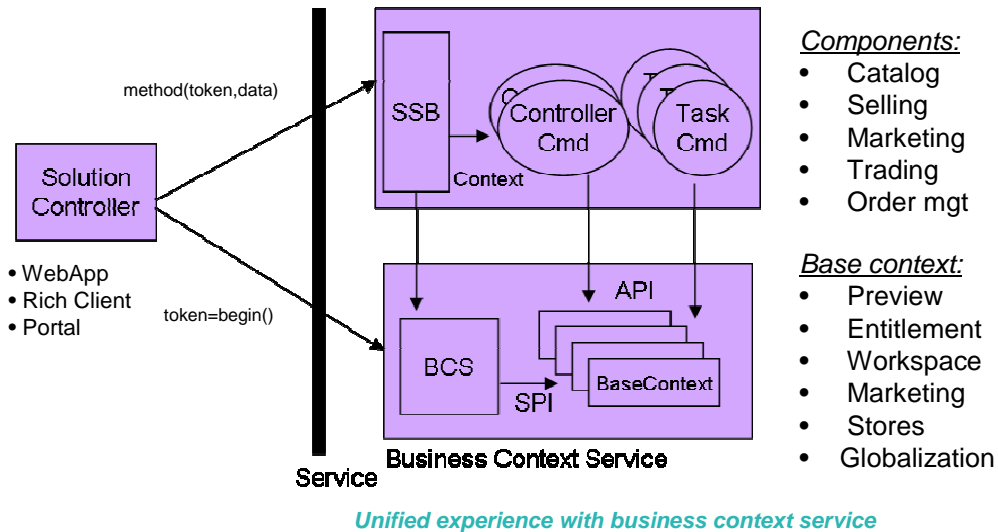 method(token,data)
SSB
Controller
Cmd
Task
Cmd
Context
Solution
Controller
• WebApp
• Rich Client
• Portal
token=begin()
API
BCS
BaseContext
SPI
Business Context Service
Service
Components:
• Catalog
• Selling
• Marketing
• Trading
• Order mgt
Base context:
• Preview
• Entitlement
• Workspace
• Marketing
• Stores
• Globalization
Unified experience with business context service